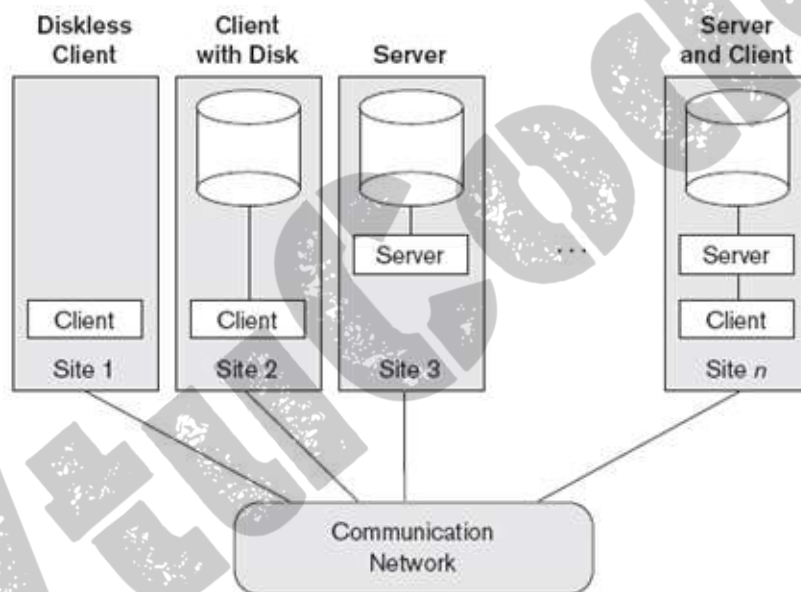 Diskless
Client
Client
with Disk
Server
Server
and Client
Client
Site 1
Client
Site 2
Server
Site 3
...
Server
Client
Site n
Communication
Network